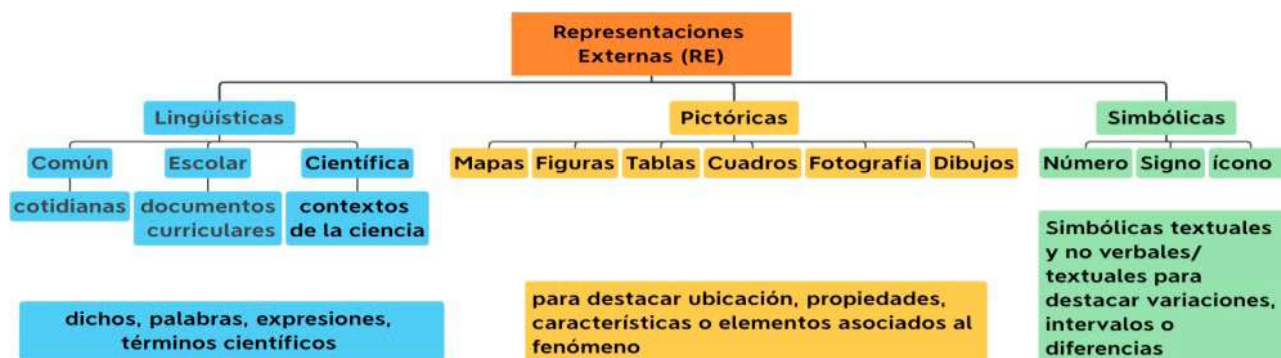 Representaciones
Externas (RE)
Lingüísticas
Pictóricas
Simbólicas
Común
Escolar
Científica
Mapas
Figuras
Tablas
Cuadros
Fotografía
Dibujos
Número
Signo
ícono
cotidianas
documentos
curriculares
contextos
de la ciencia
dichos, palabras, expresiones,
términos científicos
para destacar ubicación, propiedades,
características o elementos asociados al
fenómeno
Simbólicas textuales
y no verbales/
textuales para
destacar variaciones,
intervalos o
diferencias